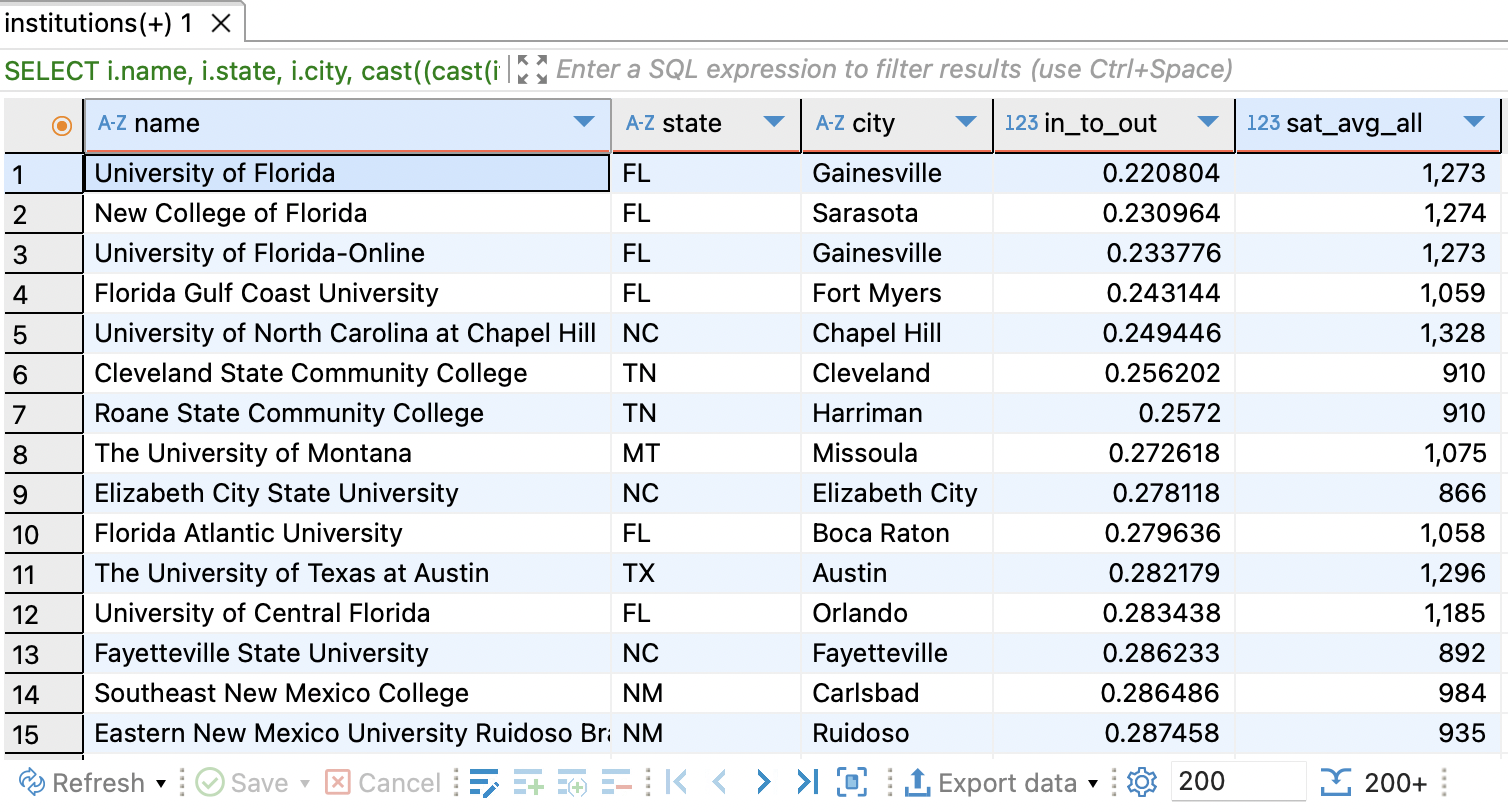 institutions(+) 1 ×
SELECT i.name, i.state, i.city, cast((cast(i Enter a SQL expression to filter results (use Ctrl+Space)
A-Z name A-Z state A-Z city 123 in_to_out 123 sat_avg_all
1 University of Florida FL Gainesville 0.220804 1,273
2 New College of Florida FL Sarasota 0.230964 1,274
3 University of Florida-Online FL Gainesville 0.233776 1,273
4 Florida Gulf Coast University FL Fort Myers 0.243144 1,059
5 University of North Carolina at Chapel Hill NC Chapel Hill 0.249446 1,328
6 Cleveland State Community College TN Cleveland 0.256202 910
7 Roane State Community College TN Harriman 0.2572 910
8 The University of Montana MT Missoula 0.272618 1,075
9 Elizabeth City State University NC Elizabeth City 0.278118 866
10 Florida Atlantic University FL Boca Raton 0.279636 1,058
11 The University of Texas at Austin TX Austin 0.282179 1,296
12 University of Central Florida FL Orlando 0.283438 1,185
13 Fayetteville State University NC Fayetteville 0.286233 892
14 Southeast New Mexico College NM Carlsbad 0.286486 984
15 Eastern New Mexico University Ruidoso Bra NM Ruidoso 0.287458 935
Refresh Save Cancel Export data 200 200+